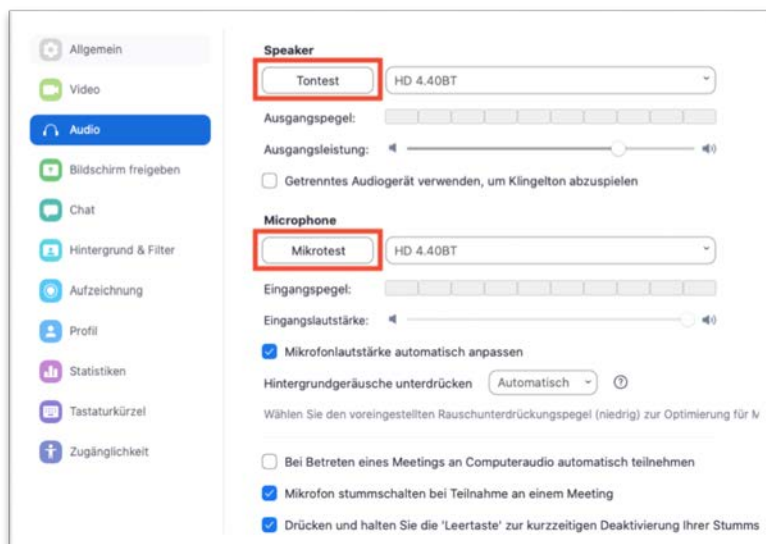 Allgemein
Video
Audio
Bildschirm freigeben
Chat
Hintergrund & Filter
Aufzeichnung
Profil
Statistiken
Tastaturkürzel
Zugänglichkeit
Speaker
Tontest HD 4.40BT
Ausgangspegel:
Ausgangsleistung:
Getrenntes Audiogerät verwenden, um Klingelton abzuspielen
Microphone
Mikrotest HD 4.40BT
Eingangspegel:
Eingangslautstärke:
Mikrofonlautstärke automatisch anpassen
Hintergrundgeräusche unterdrücken Automatisch ?
Wählen Sie den voreingestellten Rauschunterdrückungspegel (niedrig) zur Optimierung für M
Bei Betreten eines Meetings an Computeraudio automatisch teilnehmen
Mikrofon stummschalten bei Teilnahme an einem Meeting
Drücken und halten Sie die 'Leertaste' zur kurzzeitigen Deaktivierung Ihrer Stumms